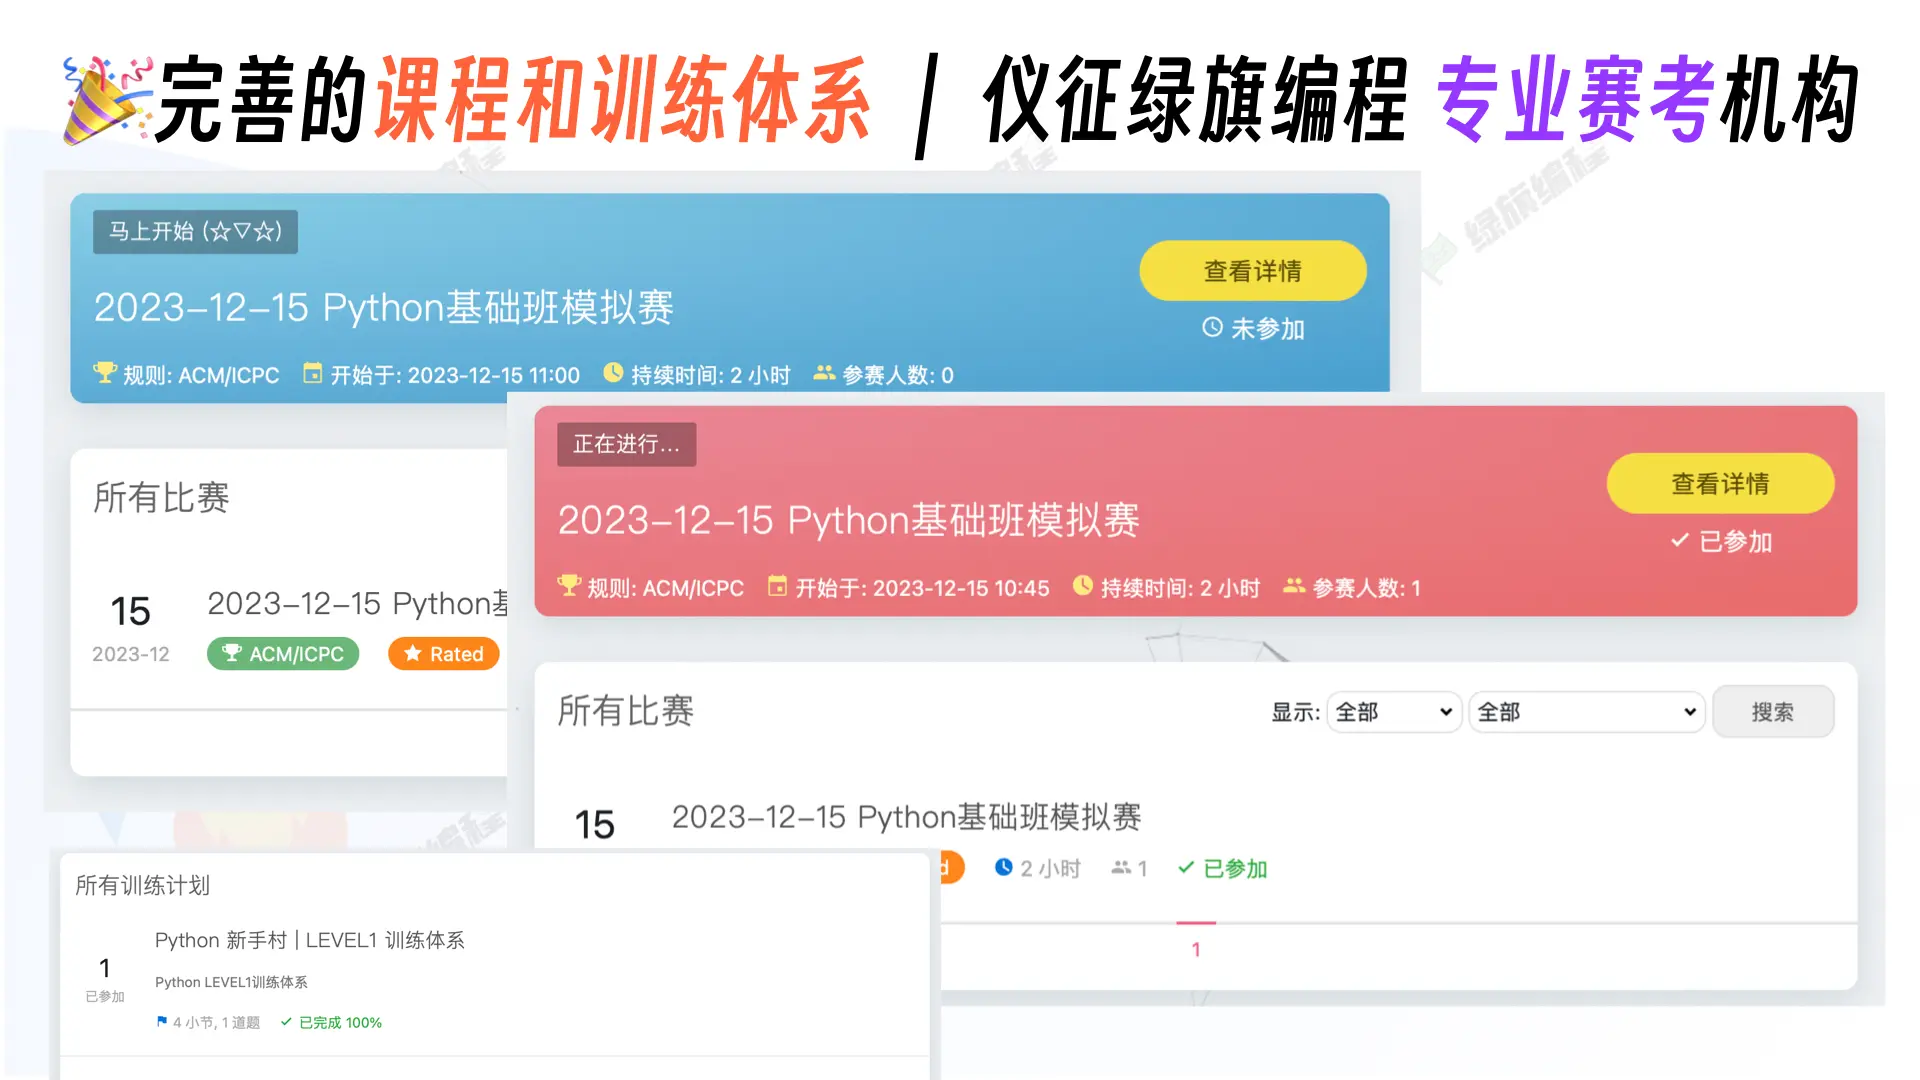 完善的课程和训练体系 | 仪征绿旗编程 专业赛考机构
绿旗编程
马上开始 (☆▽☆)
2023-12-15 Python基础班模拟赛
规则: ACM/ICPC 开始于: 2023-12-15 11:00 持续时间: 2 小时 参赛人数: 0
查看详情
未参加
所有比赛
15
2023-12
2023-12-15 Python
ACM/ICPC Rated
正在进行...
2023-12-15 Python基础班模拟赛
规则: ACM/ICPC 开始于: 2023-12-15 10:45 持续时间: 2 小时 参赛人数: 1
查看详情
已参加
所有比赛
显示: 全部 全部 搜索
15
2023-12-15 Python基础班模拟赛
d 2 小时 1 已参加
1
所有训练计划
1
已参加
Python 新手村 | LEVEL1 训练体系
Python LEVEL1训练体系
4 小节, 1 道题 已完成 100%